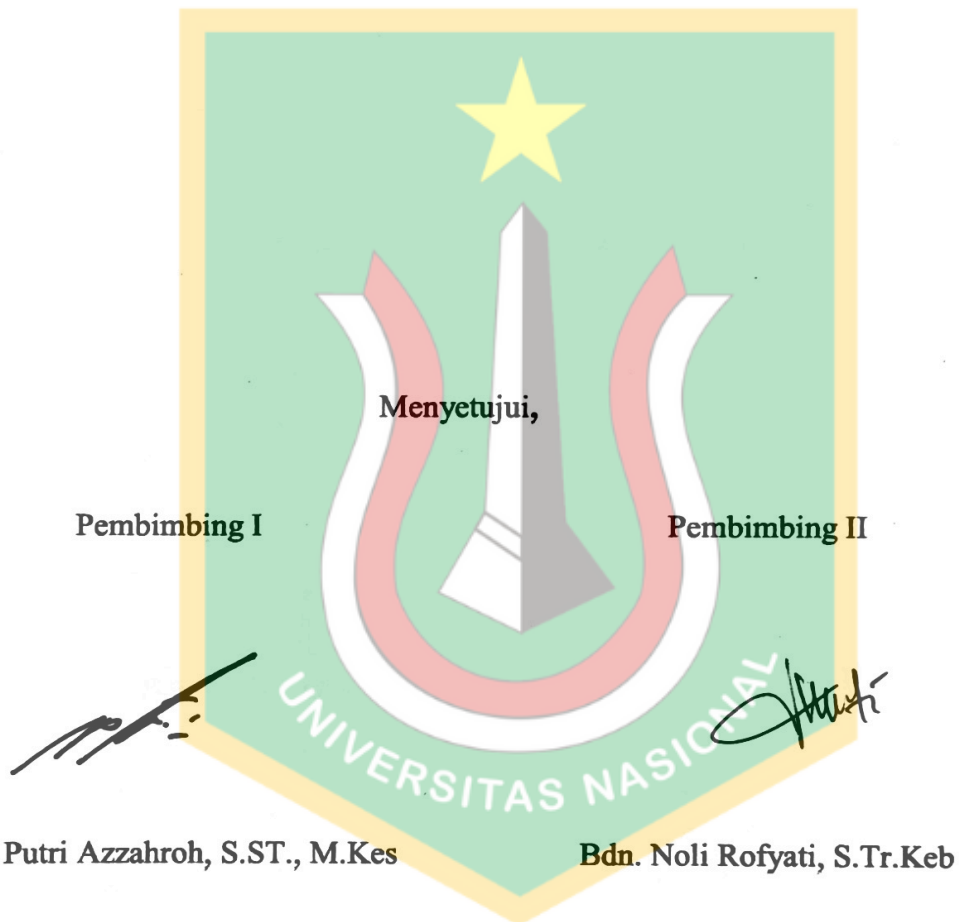 Menyetujui,
Pembimbing I
Pembimbing II
UNIVERSITAS NASIONAL
Putri Azzahroh, S.ST., M.Kes
Bdn. Noli Rofyati, S.Tr.Keb